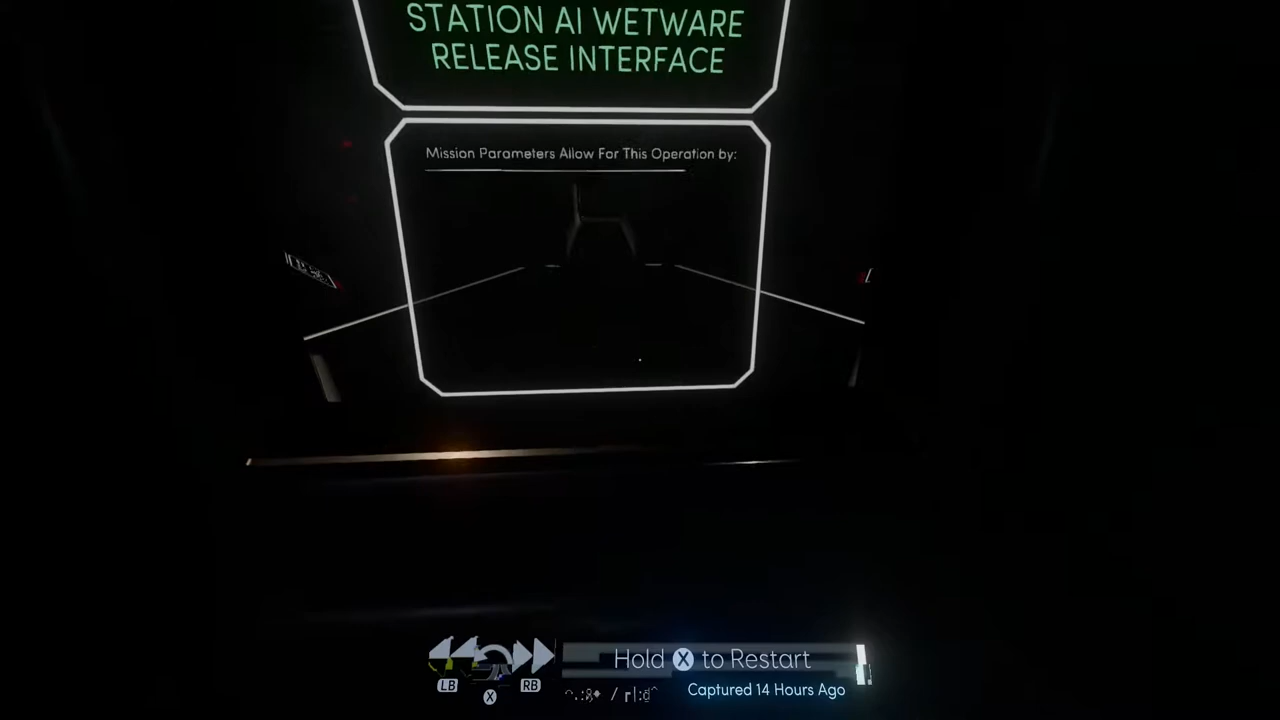 STATION AI WETWARE
RELEASE INTERFACE
Mission Parameters Allow For This Operation by:
Hold X to Restart
LB
X
RB
Captured 14 Hours Ago